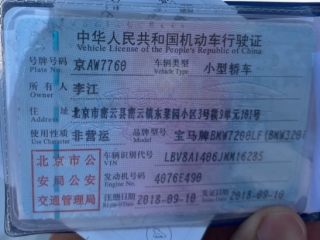 中华人民共和国机动车行驶证
Vehicle License of the People's Republic of China
号牌号码 京AW7760 车辆类型 小型轿车
Plate No. Vehicle Type
所有人 李江
住址 北京市密云县密云镇东菜园小区3号楼9单元101号
使用性质 非营运 品牌型号 宝马牌BMW7200LF(BMW320
Use Character Model
北京市公 车辆识别代号 LBV8A1406JMM16285
VIN
安局公安 发动机号码 4076E490
Engine No.
交通管理局 注册日期 2018-09-10 发证日期 2018-09-10
Register Date Issue Date